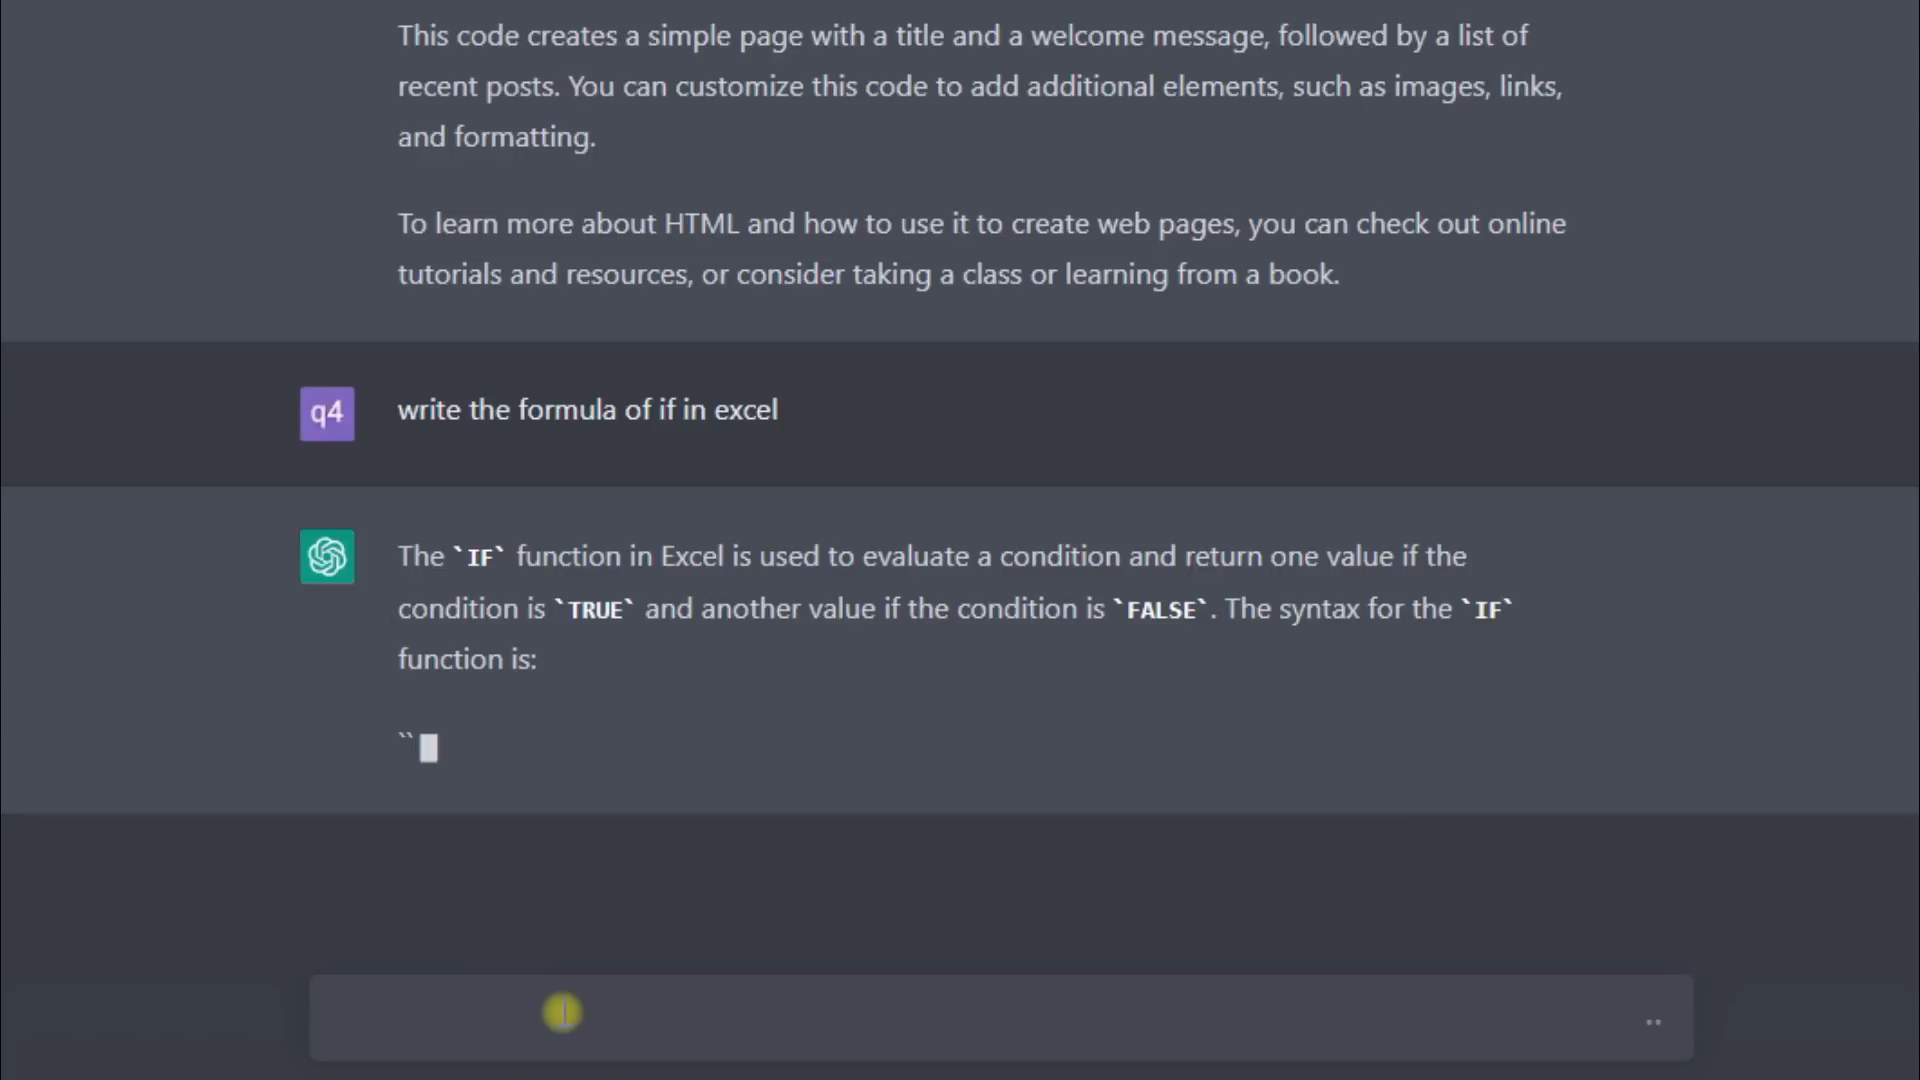 This code creates a simple page with a title and a welcome message, followed by a list of
recent posts. You can customize this code to add additional elements, such as images, links,
and formatting.
To learn more about HTML and how to use it to create web pages, you can check out online
tutorials and resources, or consider taking a class or learning from a book.
q4
write the formula of if in excel
The `IF` function in Excel is used to evaluate a condition and return one value if the
condition is `TRUE` and another value if the condition is `FALSE`. The syntax for the `IF`
function is:
``